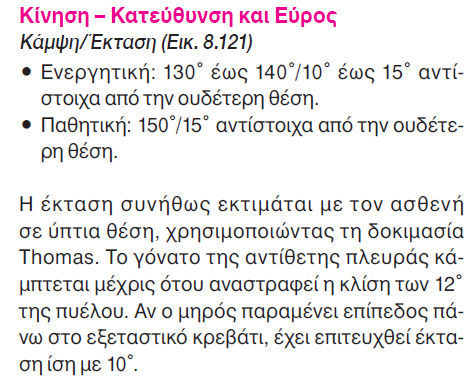 Κίνηση – Κατεύθυνση και Εύρος
Κάμψη/Έκταση (Εικ. 8.121)
• Ενεργητική: 130˚ έως 140˚/10˚ έως 15˚ αντί-
στοιχα από την ουδέτερη θέση.
• Παθητική: 150˚/15˚ αντίστοιχα από την ουδέτε-
ρη θέση.
Η έκταση συνήθως εκτιμάται με τον ασθενή
σε ύπτια θέση, χρησιμοποιώντας τη δοκιμασία
Thomas. Το γόνατο της αντίθετης πλευράς κά-
μπτεται μέχρις ότου αναστραφεί η κλίση των 12˚
της πυέλου. Αν ο μηρός παραμένει επίπεδος πά-
νω στο εξεταστικό κρεβάτι, έχει επιτευχθεί έκτα-
ση ίση με 10˚.